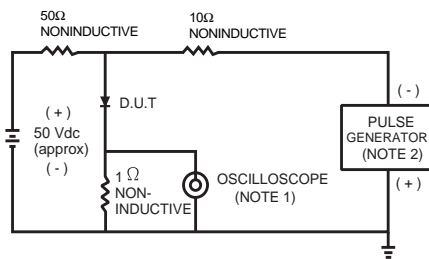 50Ω
NONINDUCTIVE
10Ω
NONINDUCTIVE
D.U.T
( + )
50 Vdc
(approx)
( - )
1 Ω
NON-
INDUCTIVE
OSCILLOSCOPE
(NOTE 1)
( - )
PULSE
GENERATOR
(NOTE 2)
( + )